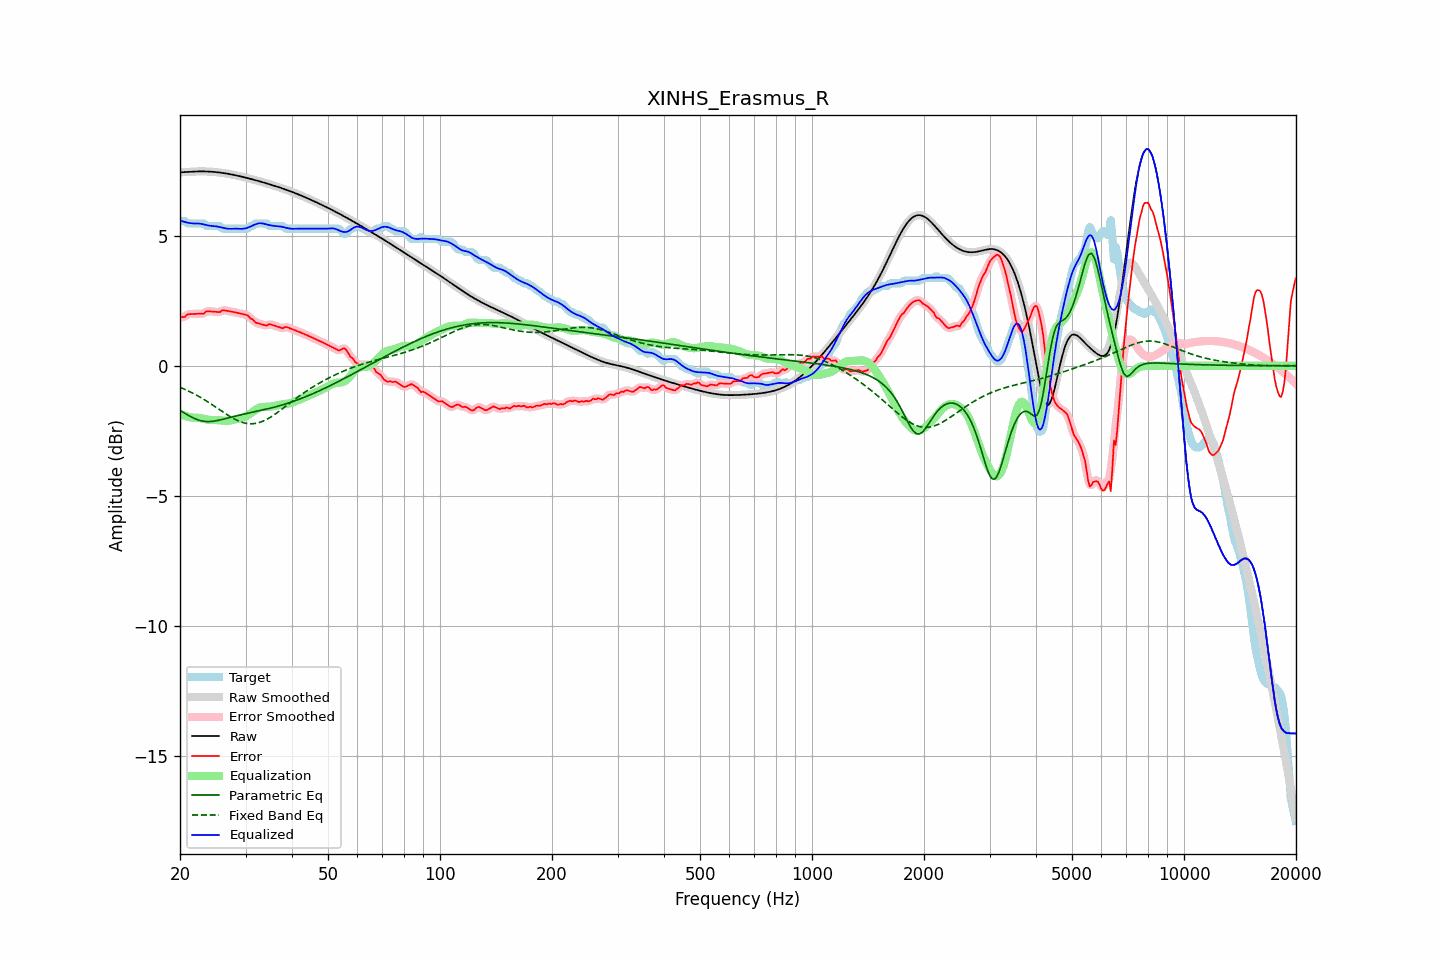 XINHS_Erasmus_R
Amplitude (dBr)
5
0
−5
−10
−15
Target
Raw Smoothed
Error Smoothed
Raw
Error
Equalization
Parametric Eq
Fixed Band Eq
Equalized
20 50 100 200 500 1000 2000 5000 10000 20000
Frequency (Hz)